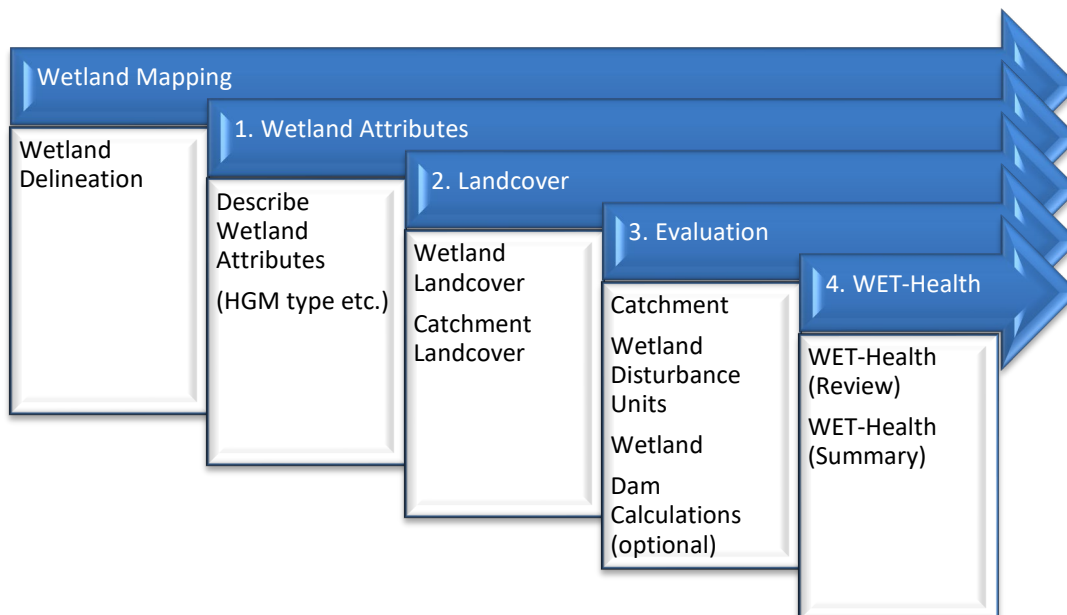 Wetland Mapping
Wetland
Delineation
1. Wetland Attributes
Describe
Wetland
Attributes
(HGM type etc.)
2. Landcover
Wetland
Landcover
Catchment
Landcover
3. Evaluation
Catchment
Wetland
Disturbance
Units
Wetland
Dam
Calculations
(optional)
4. WET-Health
WET-Health
(Review)
WET-Health
(Summary)